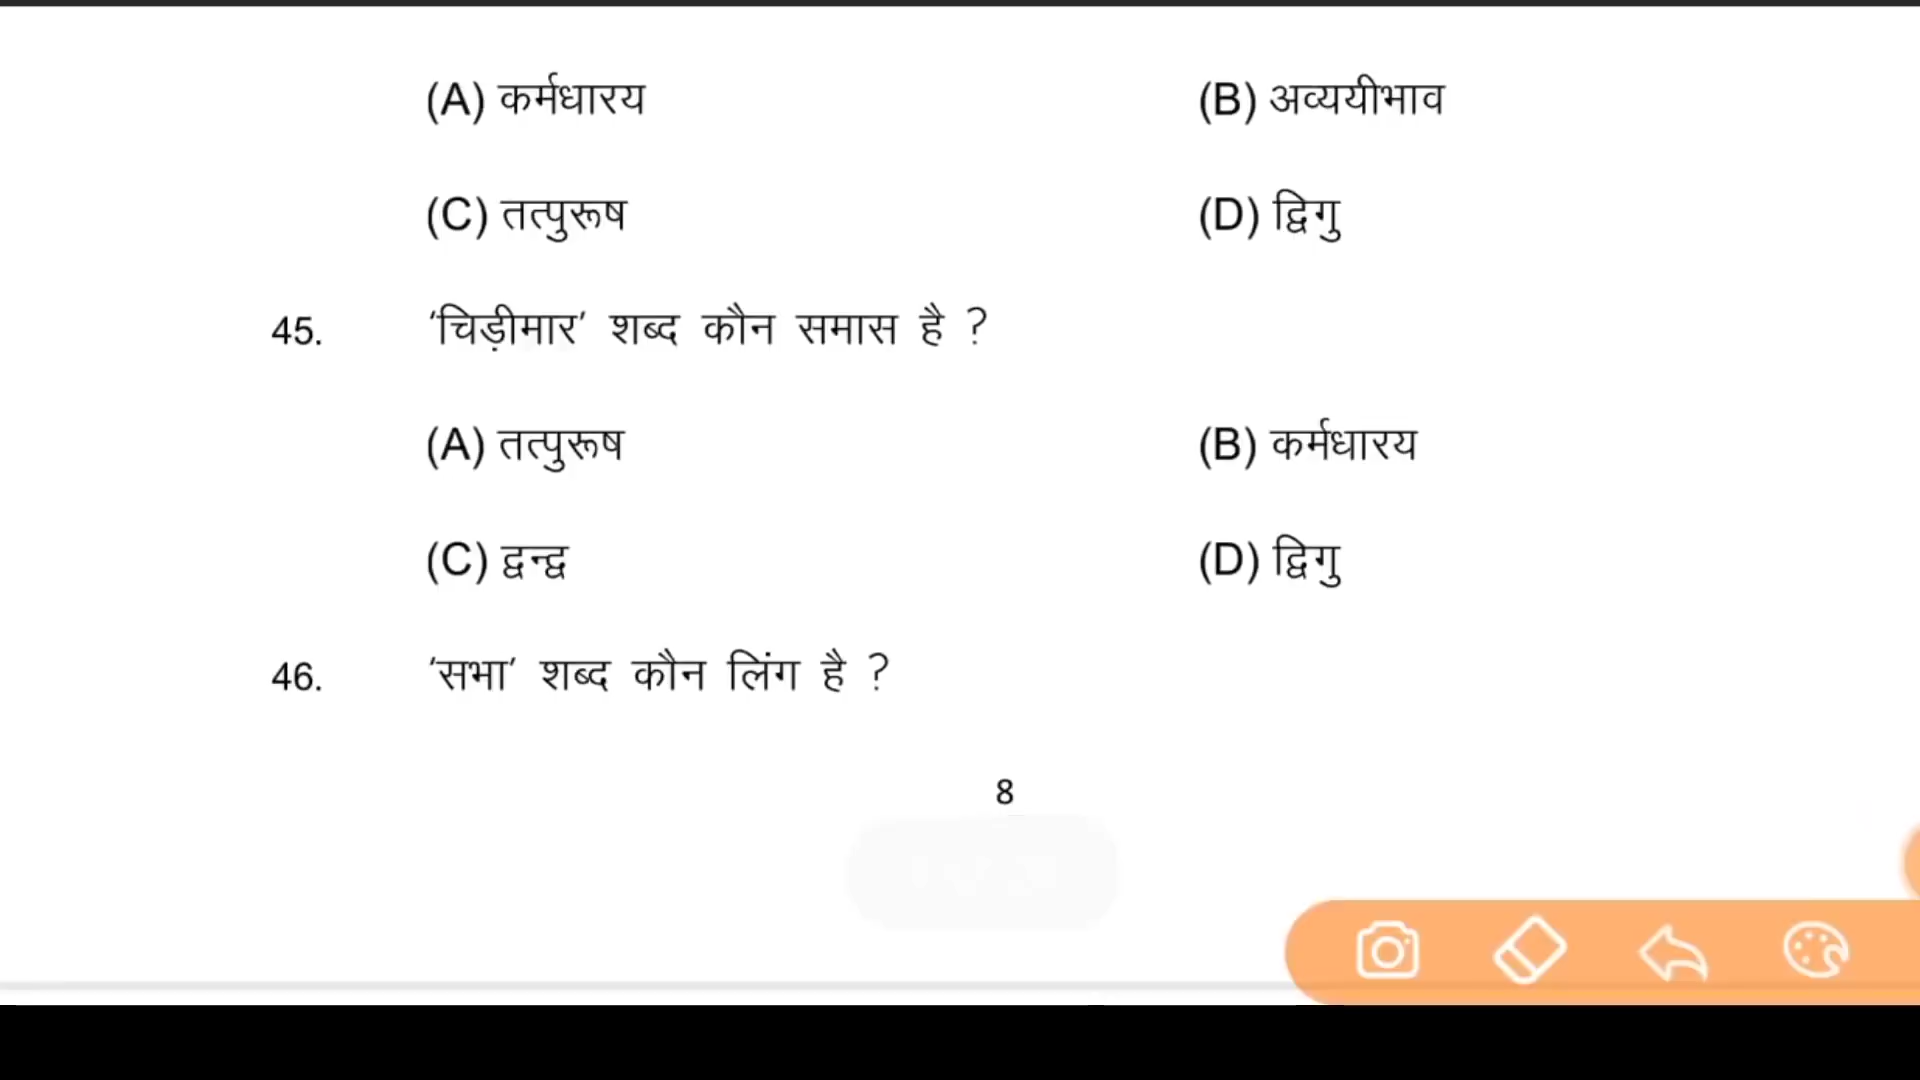 (A) कर्मधारय (B) अव्ययीभाव
(C) तत्पुरूष (D) द्विगु
45. 'चिड़ीमार' शब्द कौन समास है ?
(A) तत्पुरूष (B) कर्मधारय
(C) द्वन्द्व (D) द्विगु
46. 'सभा' शब्द कौन लिंग है ?
8